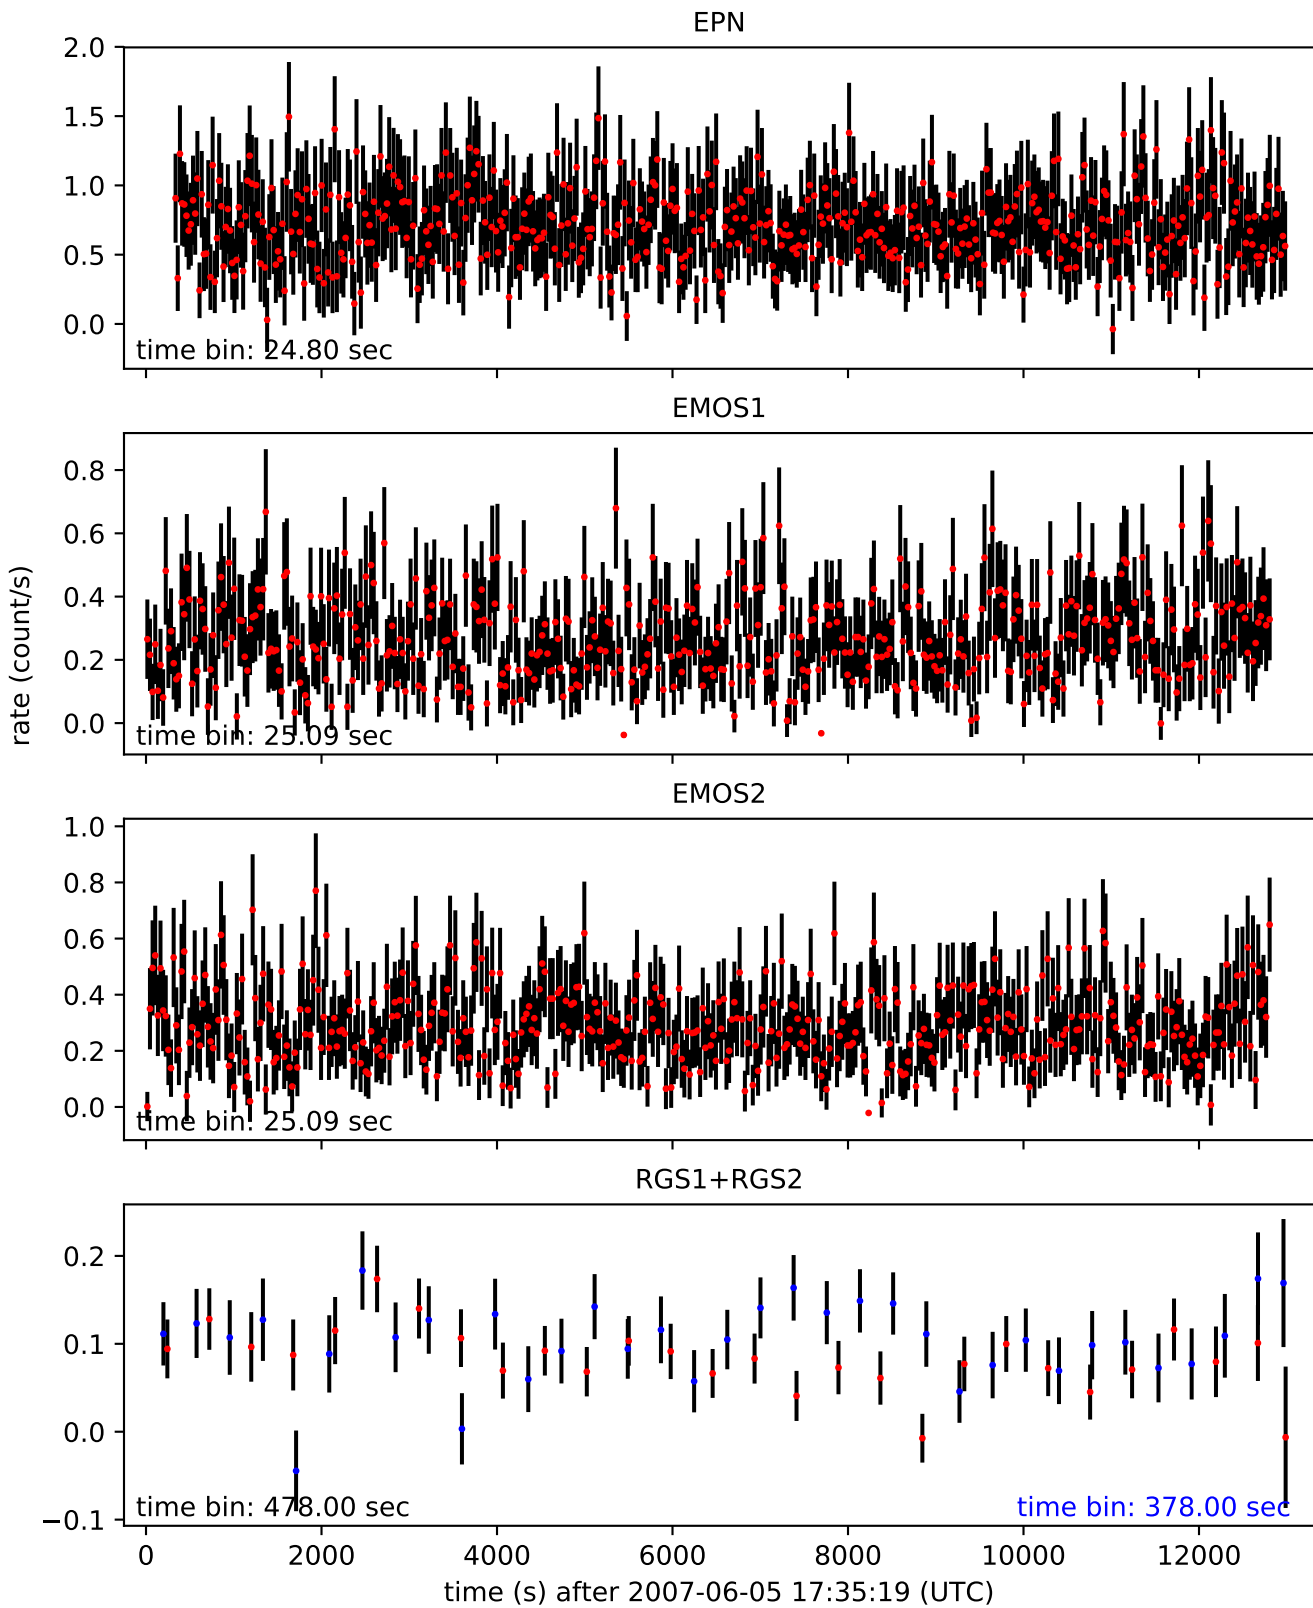 EPN
2.0
1.5
1.0
0.5
0.0
time bin: 24.80 sec
EMOS1
0.8
0.6
0.4
0.2
0.0
time bin: 25.09 sec
rate (count/s)
EMOS2
1.0
0.8
0.6
0.4
0.2
0.0
time bin: 25.09 sec
RGS1+RGS2
0.2
0.1
0.0
−0.1
time bin: 478.00 sec
time bin: 378.00 sec
0 2000 4000 6000 8000 10000 12000
time (s) after 2007-06-05 17:35:19 (UTC)